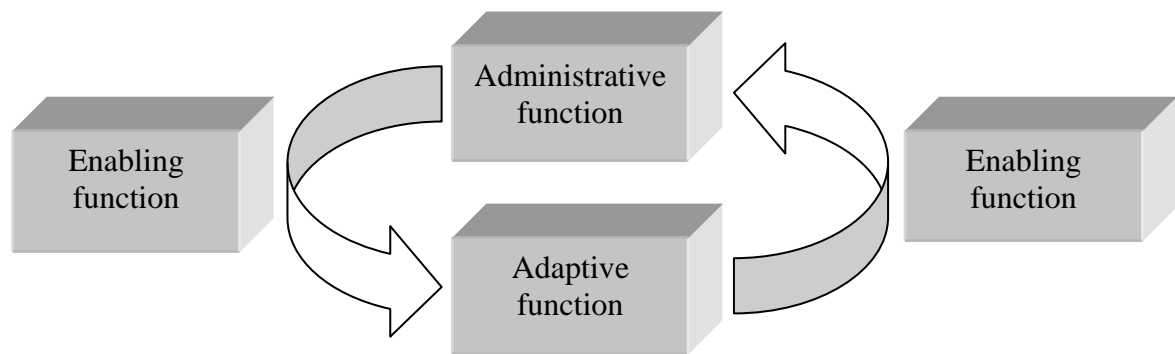 Administrative
function
Enabling
function
Enabling
function
Adaptive
function